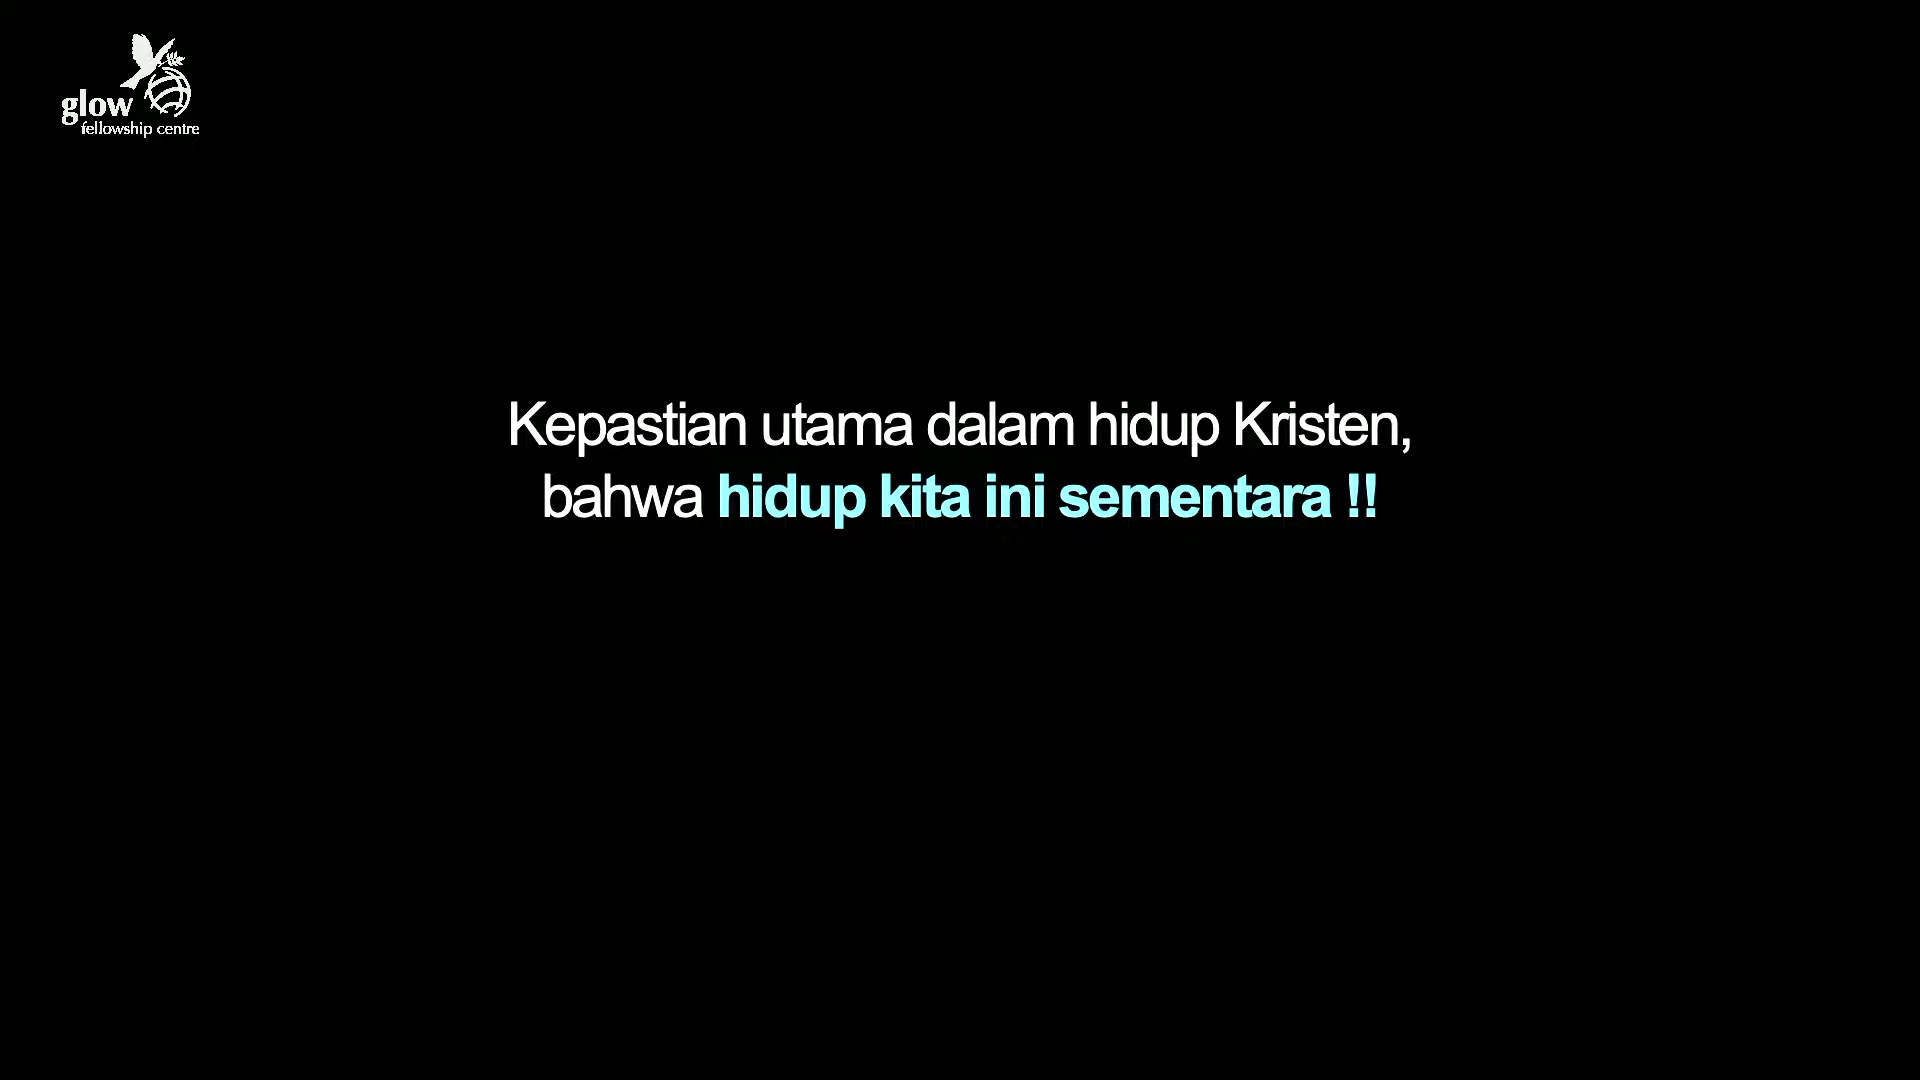 glow
fellowship centre
Kepastian utama dalam hidup Kristen,
bahwa hidup kita ini sementara !!